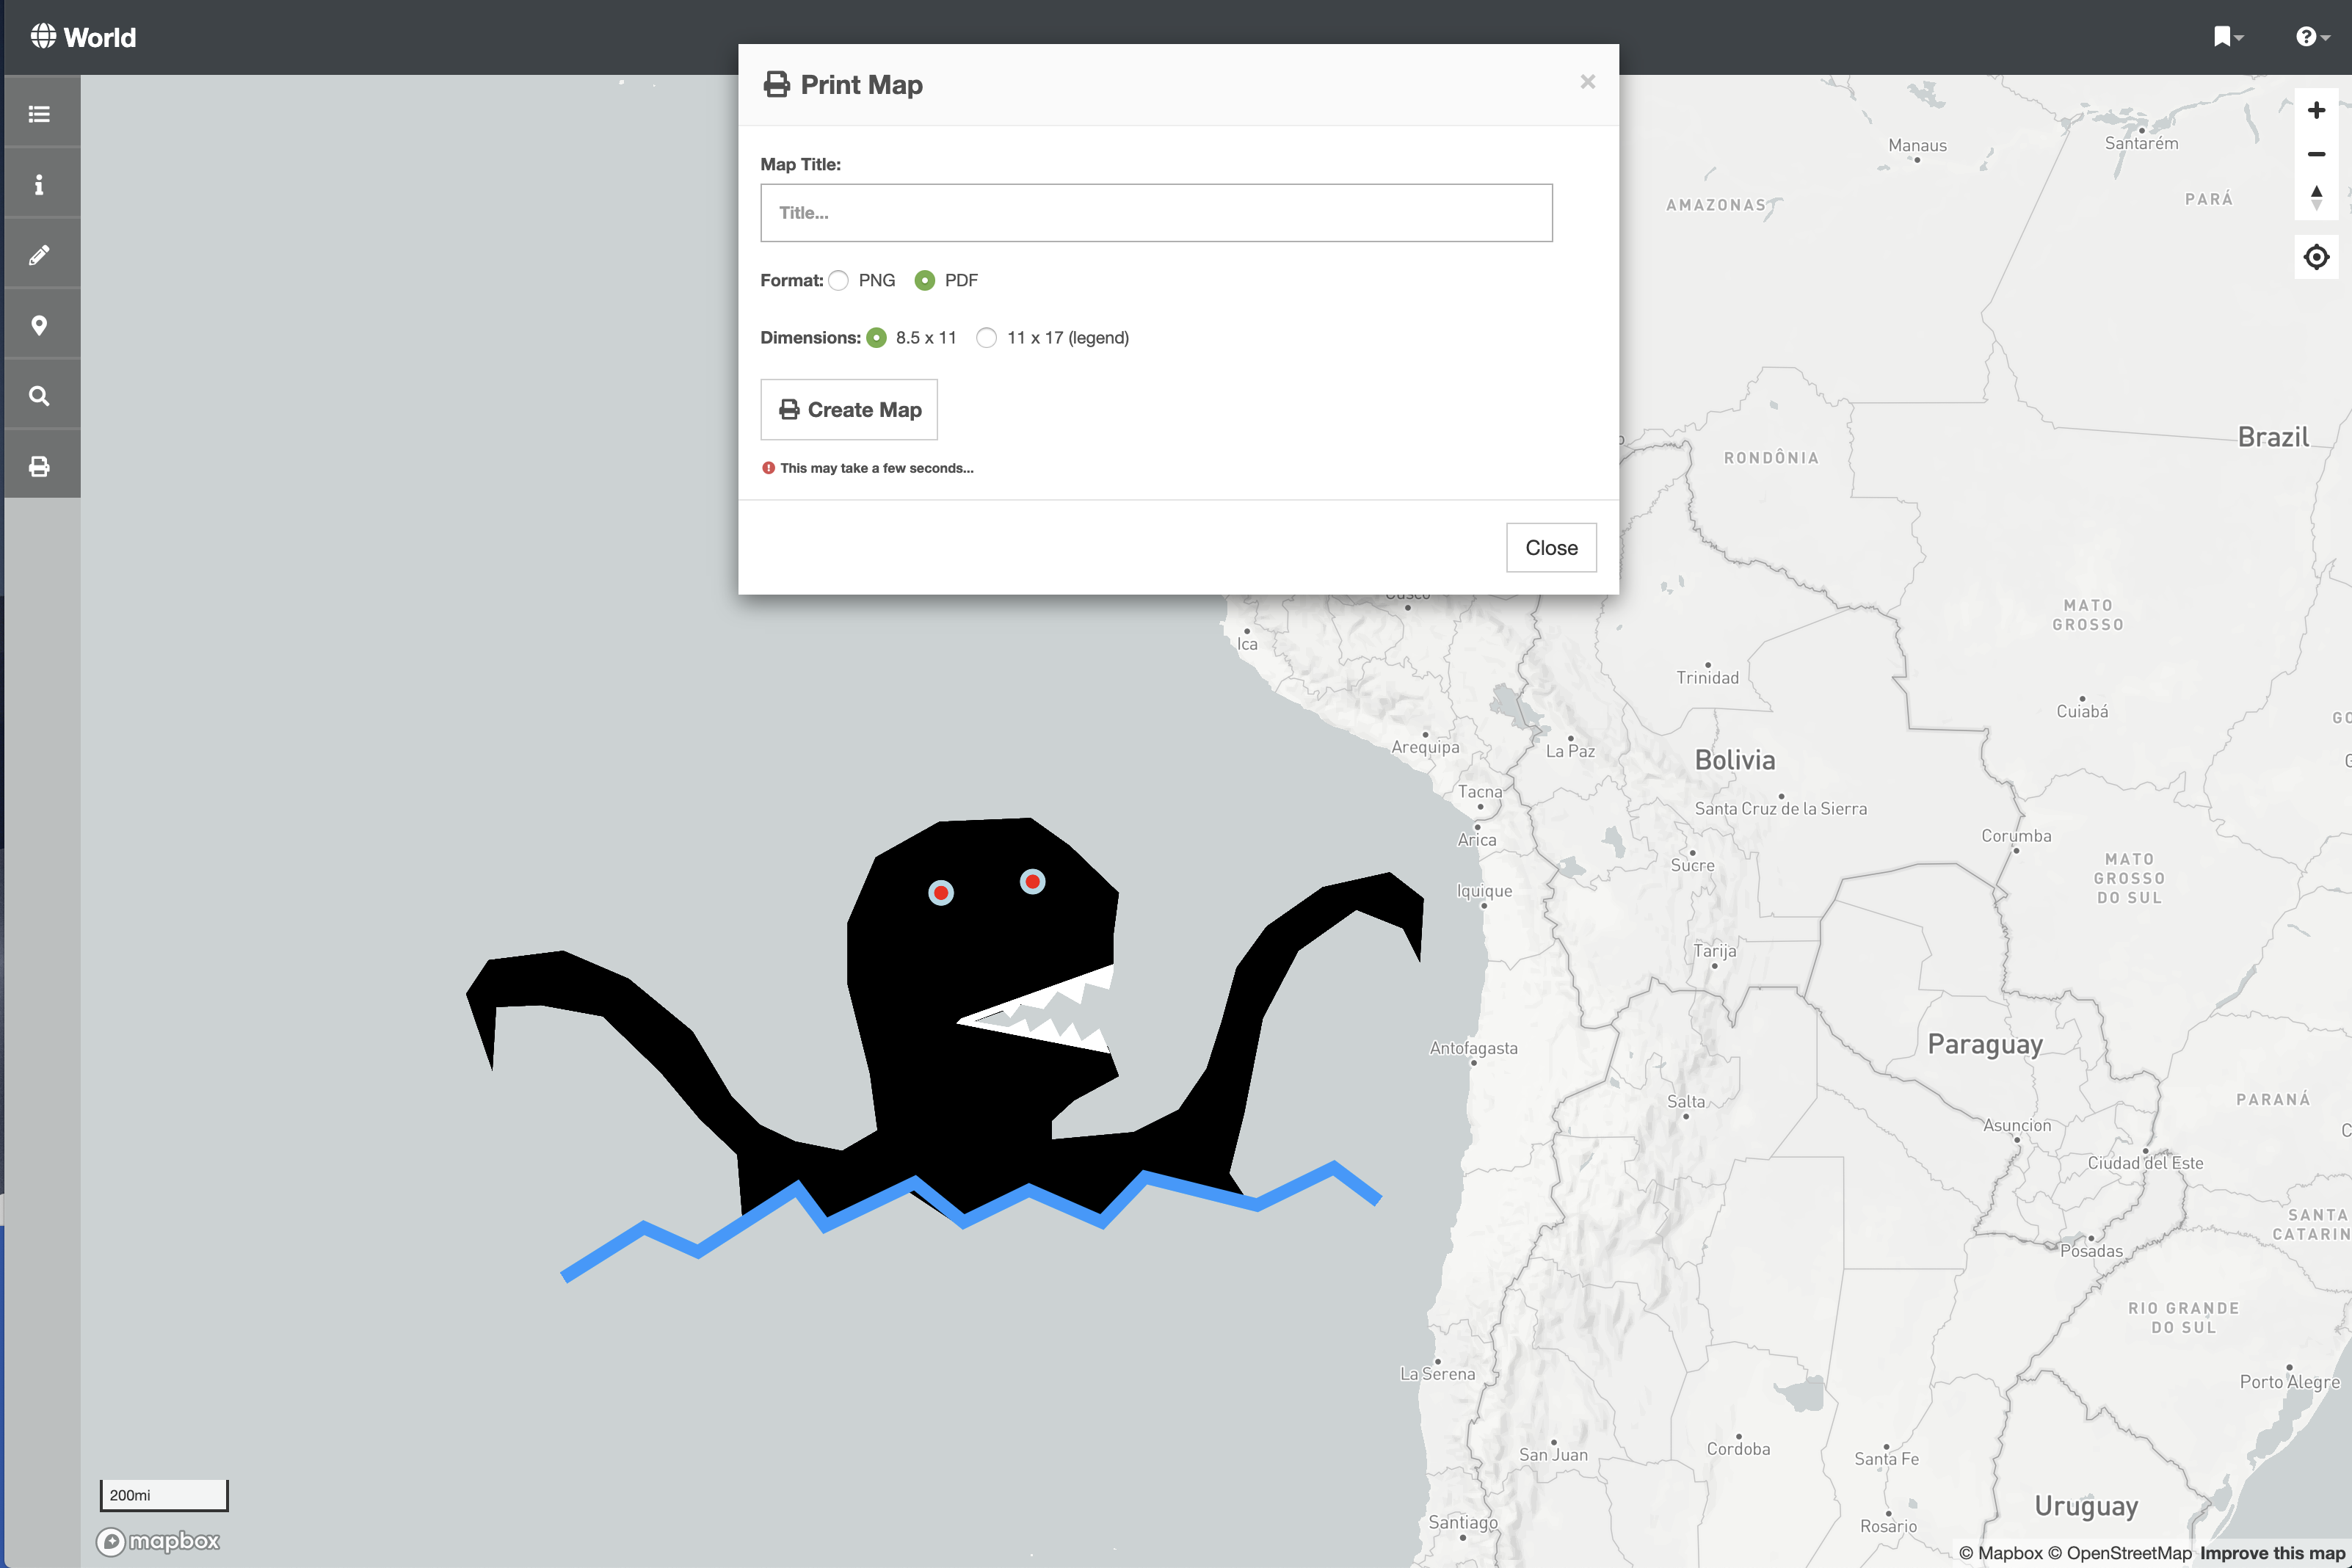 World
Print Map
×
Map Title:
Title...
Format: PNG PDF
Dimensions: 8.5 x 11 11 x 17 (legend)
Create Map
This may take a few seconds...
Close
Manaus
Santarém
AMAZONAS
PARÁ
Brazil
RONDÔNIA
Cusco
MATO
GROSSO
Ica
Trinidad
Cuiabá
Arequipa
La Paz
Bolivia
Tacna
Santa Cruz de la Sierra
Arica
Corumba
Sucre
MATO
GROSSO
DO SUL
Iquique
Tarija
Antofagasta
Paraguay
Salta
PARANÁ
Asuncion
Ciudad del Este
SANTA
CATARIN
Posadas
RIO GRANDE
DO SUL
La Serena
Porto Alegre
San Juan
Cordoba
Santa Fe
200mi
Uruguay
Santiago
Rosario
mapbox
© Mapbox © OpenStreetMap Improve this map